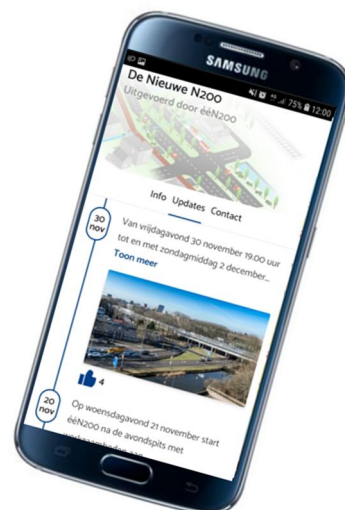 SAMSUNG
75% 12:00
De Nieuwe N200
Uitgevoerd door ééN200
Info Updates Contact
30
nov
Van vrijdagavond 30 november 19.00 uur
tot en met zondagmiddag 2 december...
Toon meer
4
20
nov
Op woensdagavond 21 november start
ééN200 na de avondspits met